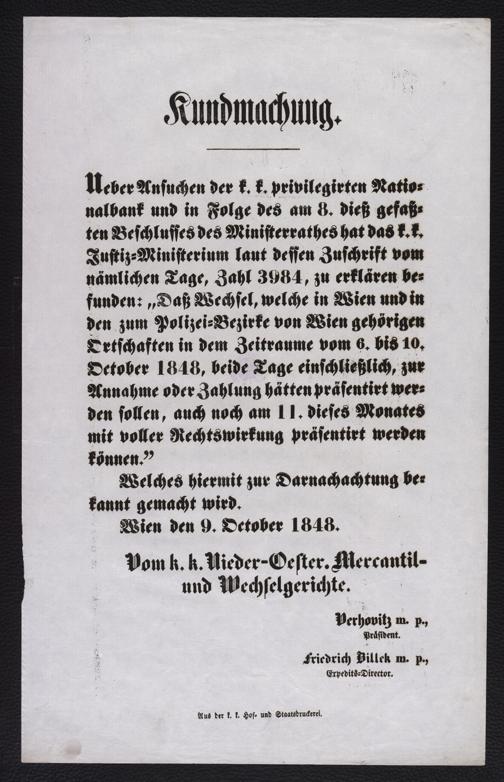 Kundmachung.
Ueber Ansuchen der k. k. privilegirten Natio-
nalbank und in Folge des am 8. dieß gefaß-
ten Beschlusses des Ministerrathes hat das k. k.
Justiz-Ministerium laut dessen Zuschrift vom
nämlichen Tage, Zahl 3984, zu erklären be-
funden: „Daß Wechsel, welche in Wien und in
den zum Polizei-Bezirke von Wien gehörigen
Ortschaften in dem Zeitraume vom 6. bis 10.
October 1848, beide Tage einschließlich, zur
Annahme oder Zahlung hätten präsentirt wer-
den sollen, auch noch am 11. dieses Monates
mit voller Rechtswirkung präsentirt werden
können.”
Welches hiermit zur Darnachachtung be-
kannt gemacht wird.
Wien den 9. October 1848.
Vom k. k. Nieder-Oester. Mercantil-
und Wechselgerichte.
Verhovitz m. p.,
Präsident.
Friedrich Billek m. p.,
Expedits-Director.
Aus der k. k. Hof- und Staatsdruckerei.